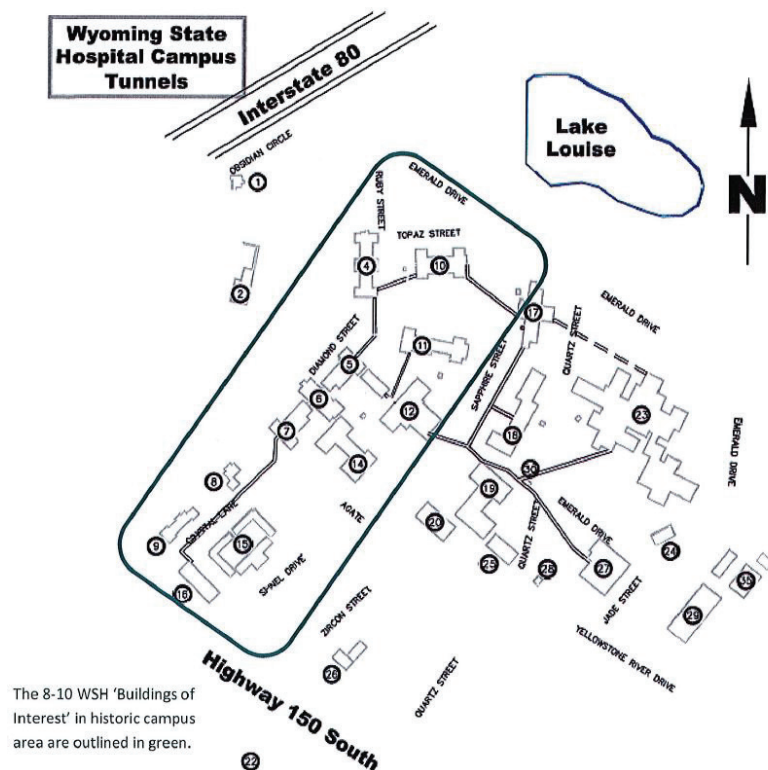 Wyoming State
Hospital Campus
Tunnels
Interstate 80
Lake
Louise
N
OBSIDIAN CIRCLE
1
RUBY STREET
EMERALD DRIVE
TOPAZ STREET
2
4
10
17
EMERALD DRIVE
QUARTZ STREET
DIAMOND STREET
11
SAPPHIRE STREET
5
6
12
23
7
18
EMERALD DRIVE
14
8
30
19
AGATE
CRYSTAL LANE
20
QUARTZ STREET
EMERALD DRIVE
9
15
24
25
28
27
16
SPINEL DRIVE
JADE STREET
29
ZIRCON STREET
YELLOWSTONE RIVER DRIVE
26
QUARTZ STREET
Highway 150 South
The 8-10 WSH ‘Buildings of
Interest’ in historic campus
area are outlined in green.
22